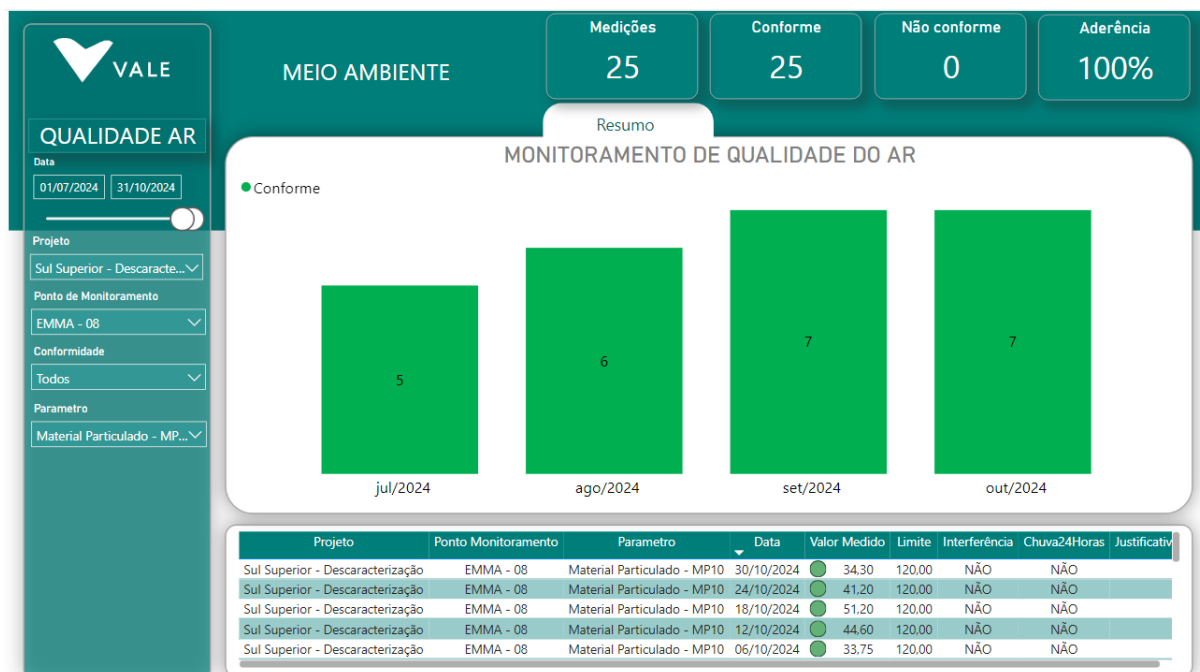 VALE
MEIO AMBIENTE
Medições
25
Conforme
25
Não conforme
0
Aderência
100%
QUALIDADE AR
Data
01/07/2024 31/10/2024
Projeto
Sul Superior - Descaracte...
Ponto de Monitoramento
EMMA - 08
Conformidade
Todos
Parametro
Material Particulado - MP...
Resumo
MONITORAMENTO DE QUALIDADE DO AR
Conforme
5
6
7
7
jul/2024 ago/2024 set/2024 out/2024
Projeto Ponto Monitoramento Parametro Data Valor Medido Limite Interferência Chuva24Horas Justificativ
Sul Superior - Descaracterização EMMA - 08 Material Particulado - MP10 30/10/2024 34,30 120,00 NÃO NÃO
Sul Superior - Descaracterização EMMA - 08 Material Particulado - MP10 24/10/2024 41,20 120,00 NÃO NÃO
Sul Superior - Descaracterização EMMA - 08 Material Particulado - MP10 18/10/2024 51,20 120,00 NÃO NÃO
Sul Superior - Descaracterização EMMA - 08 Material Particulado - MP10 12/10/2024 44,60 120,00 NÃO NÃO
Sul Superior - Descaracterização EMMA - 08 Material Particulado - MP10 06/10/2024 33,75 120,00 NÃO NÃO